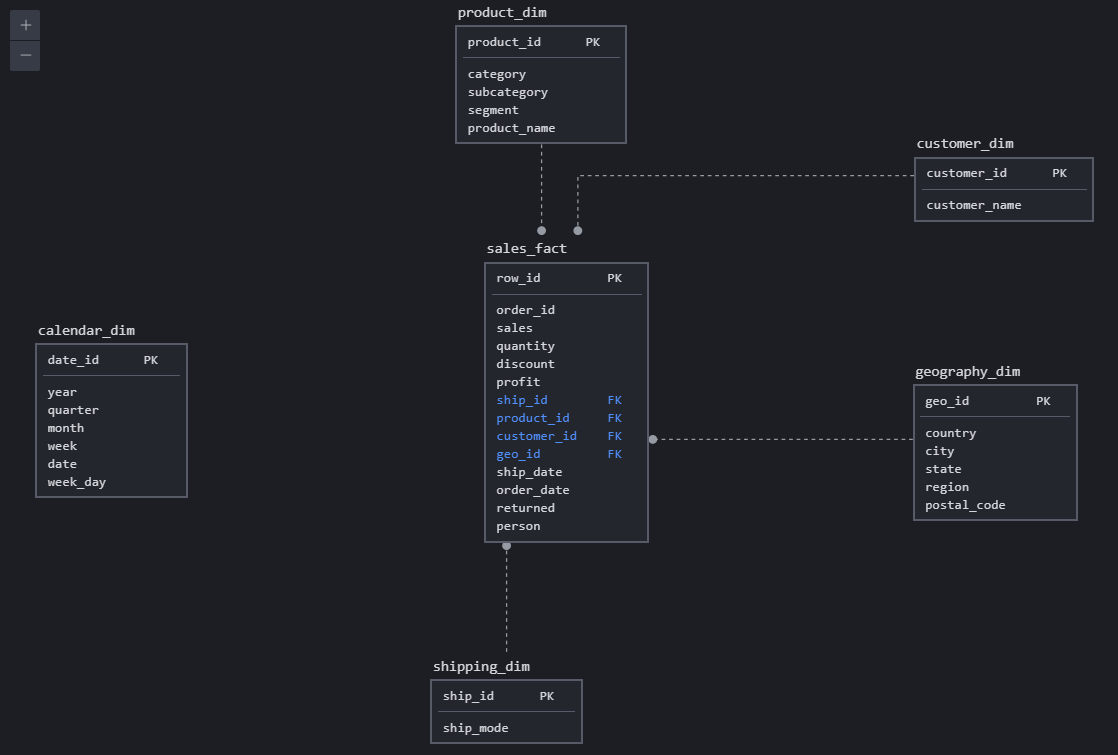 +
−
product_dim
product_id PK
category
subcategory
segment
product_name
customer_dim
customer_id PK
customer_name
sales_fact
row_id PK
order_id
sales
quantity
discount
profit
ship_id FK
product_id FK
customer_id FK
geo_id FK
ship_date
order_date
returned
person
calendar_dim
date_id PK
year
quarter
month
week
date
week_day
geography_dim
geo_id PK
country
city
state
region
postal_code
shipping_dim
ship_id PK
ship_mode